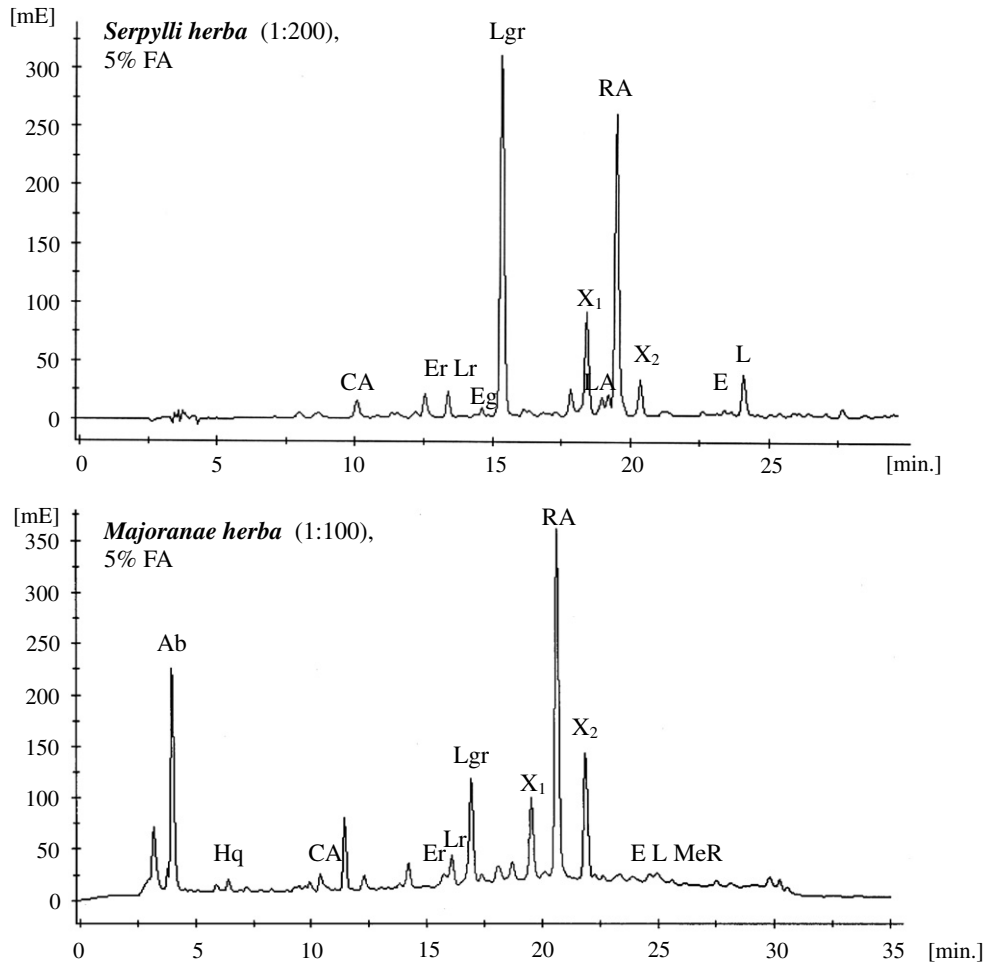 [mE]
Serpylli herba (1:200),
5% FA
Lgr
RA
300
250
200
150
100
50
0
X₁
X₂
Er Lr
Eg
CA
LA
E
L
0 5 10 15 20 25 [min.]
[mE]
Majoranae herba (1:100),
5% FA
RA
350
300
250
200
150
100
50
0
Ab
X₂
Lgr
X₁
Hq
CA
Er
Lr
E L MeR
0 5 10 15 20 25 30 35 [min.]